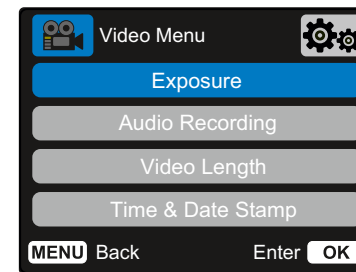 Video Menu
Exposure
Audio Recording
Video Length
Time & Date Stamp
MENU Back Enter OK